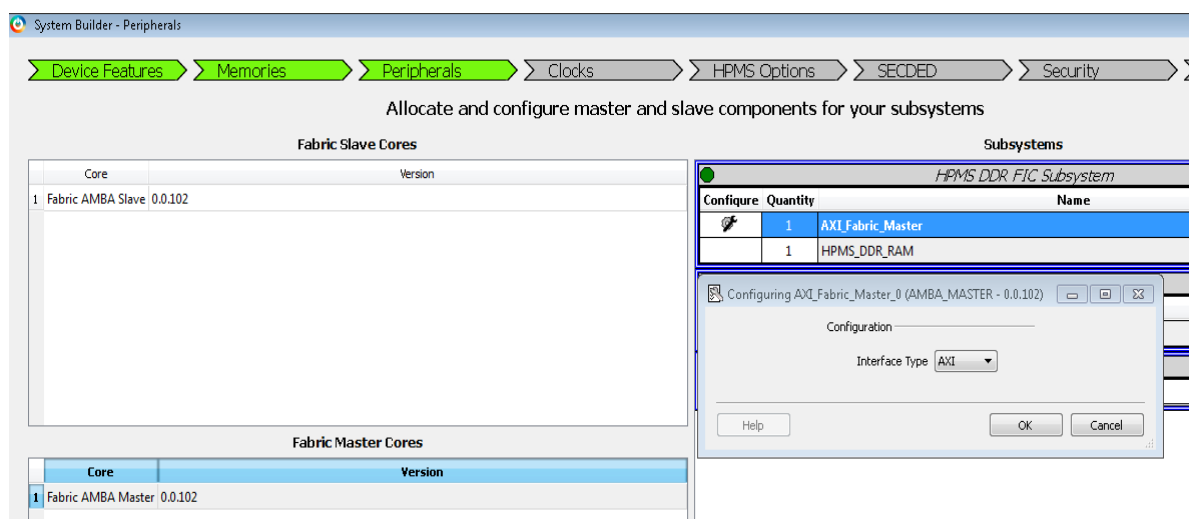 System Builder - Peripherals
Device Features Memories Peripherals Clocks HPMS Options SECDED Security
Allocate and configure master and slave components for your subsystems
Fabric Slave Cores
Core Version
1 Fabric AMBA Slave 0.0.102
Fabric Master Cores
Core Version
1 Fabric AMBA Master 0.0.102
Subsystems
HPMS DDR FIC Subsystem
Configure Quantity Name
1 AXI_Fabric_Master
1 HPMS_DDR_RAM
Configuring AXI_Fabric_Master_0 (AMBA_MASTER - 0.0.102)
Configuration
Interface Type AXI
Help OK Cancel